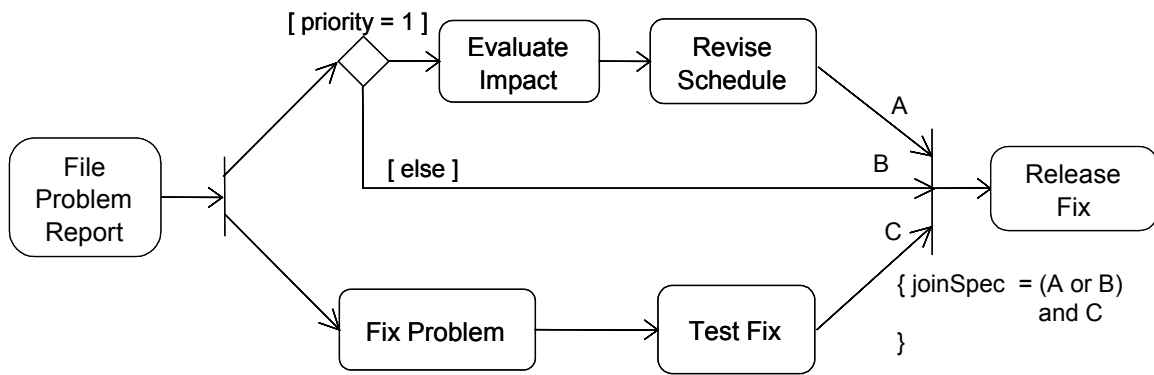 [ priority = 1 ]
Evaluate
Impact
Revise
Schedule
A
File
Problem
Report
[ else ]
B
Release
Fix
C
Fix Problem
Test Fix
{ joinSpec = (A or B)
and C
}